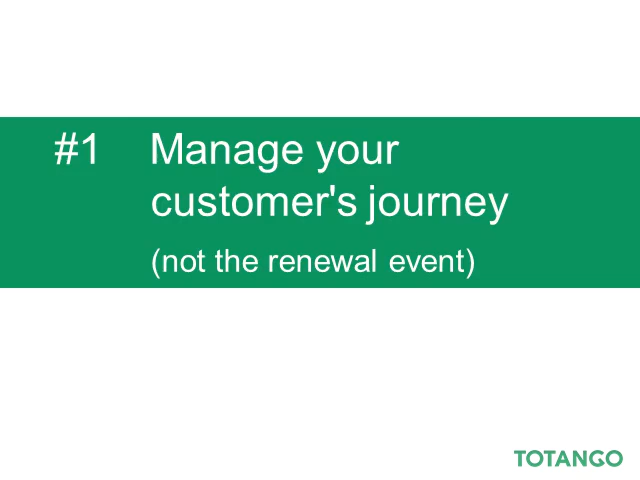 #1 Manage your
customer's journey
(not the renewal event)
TOTANGO